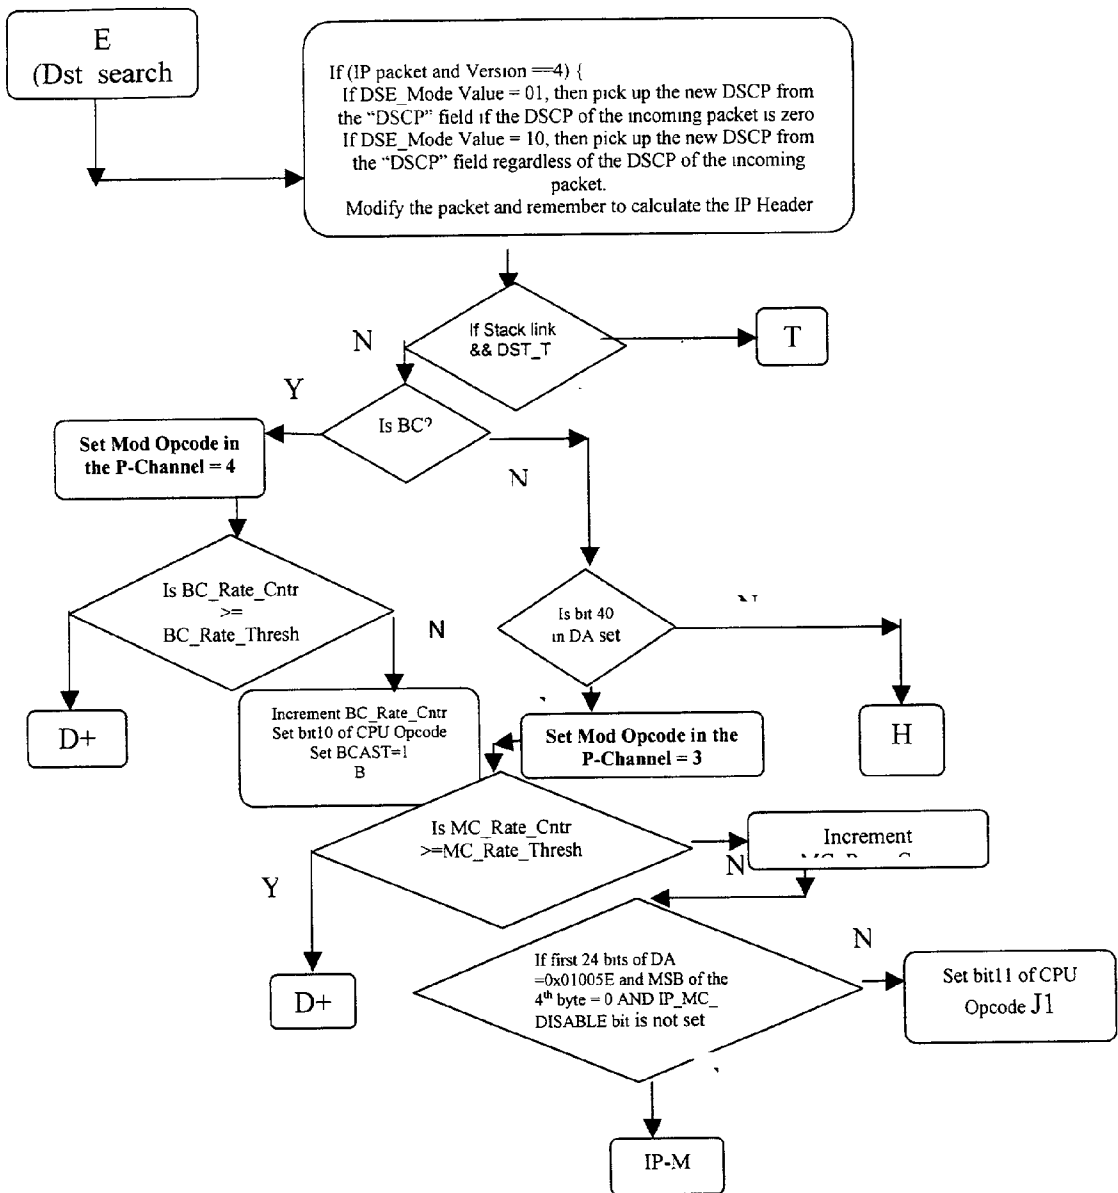 E
(Dst search
If (IP packet and Version ==4) {
If DSE_Mode Value = 01, then pick up the new DSCP from
the “DSCP” field if the DSCP of the incoming packet is zero
If DSE_Mode Value = 10, then pick up the new DSCP from
the “DSCP” field regardless of the DSCP of the incoming
packet.
Modify the packet and remember to calculate the IP Header
If Stack link
&& DST_T
T
N
Y
Is BC?
Set Mod Opcode in
the P-Channel = 4
N
Is BC_Rate_Cntr
>=
BC_Rate_Thresh
N
Is bit 40
in DA set
D+
Increment BC_Rate_Cntr
Set bit10 of CPU Opcode
Set BCAST=1
B
Set Mod Opcode in the
P-Channel = 3
H
Is MC_Rate_Cntr
>=MC_Rate_Thresh
Increment
N
Y
If first 24 bits of DA
=0x01005E and MSB of the
4th byte = 0 AND IP_MC_
DISABLE bit is not set
N
Set bit11 of CPU
Opcode J1
D+
IP-M